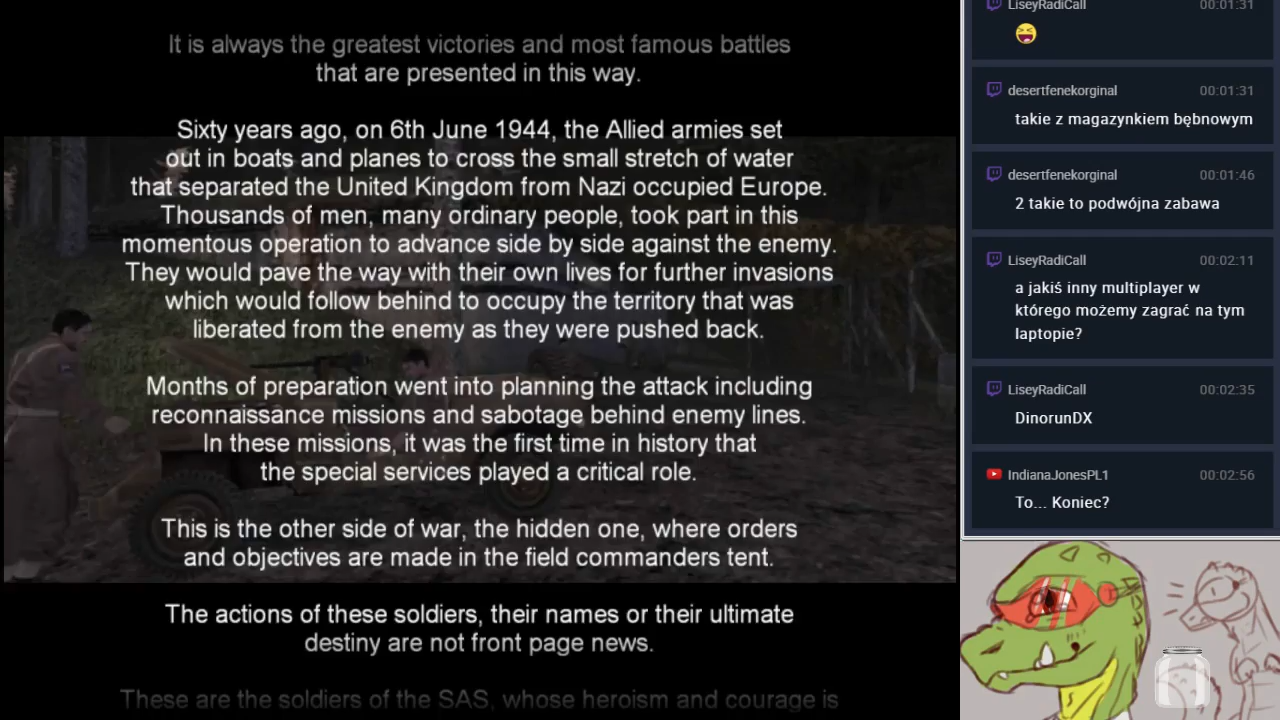 It is always the greatest victories and most famous battles
that are presented in this way.
Sixty years ago, on 6th June 1944, the Allied armies set
out in boats and planes to cross the small stretch of water
that separated the United Kingdom from Nazi occupied Europe.
Thousands of men, many ordinary people, took part in this
momentous operation to advance side by side against the enemy.
They would pave the way with their own lives for further invasions
which would follow behind to occupy the territory that was
liberated from the enemy as they were pushed back.
Months of preparation went into planning the attack including
reconnaissance missions and sabotage behind enemy lines.
In these missions, it was the first time in history that
the special services played a critical role.
This is the other side of war, the hidden one, where orders
and objectives are made in the field commanders tent.
The actions of these soldiers, their names or their ultimate
destiny are not front page news.
These are the soldiers of the SAS, whose heroism and courage is
LiseyRadiCall 00:01:31
desertfenekorginal 00:01:31
takie z magazynkiem bębnowym
desertfenekorginal 00:01:46
2 takie to podwójna zabawa
LiseyRadiCall 00:02:11
a jakiś inny multiplayer w
którego możemy zagrać na tym
laptopie?
LiseyRadiCall 00:02:35
DinorunDX
IndianaJonesPL1 00:02:56
To... Koniec?